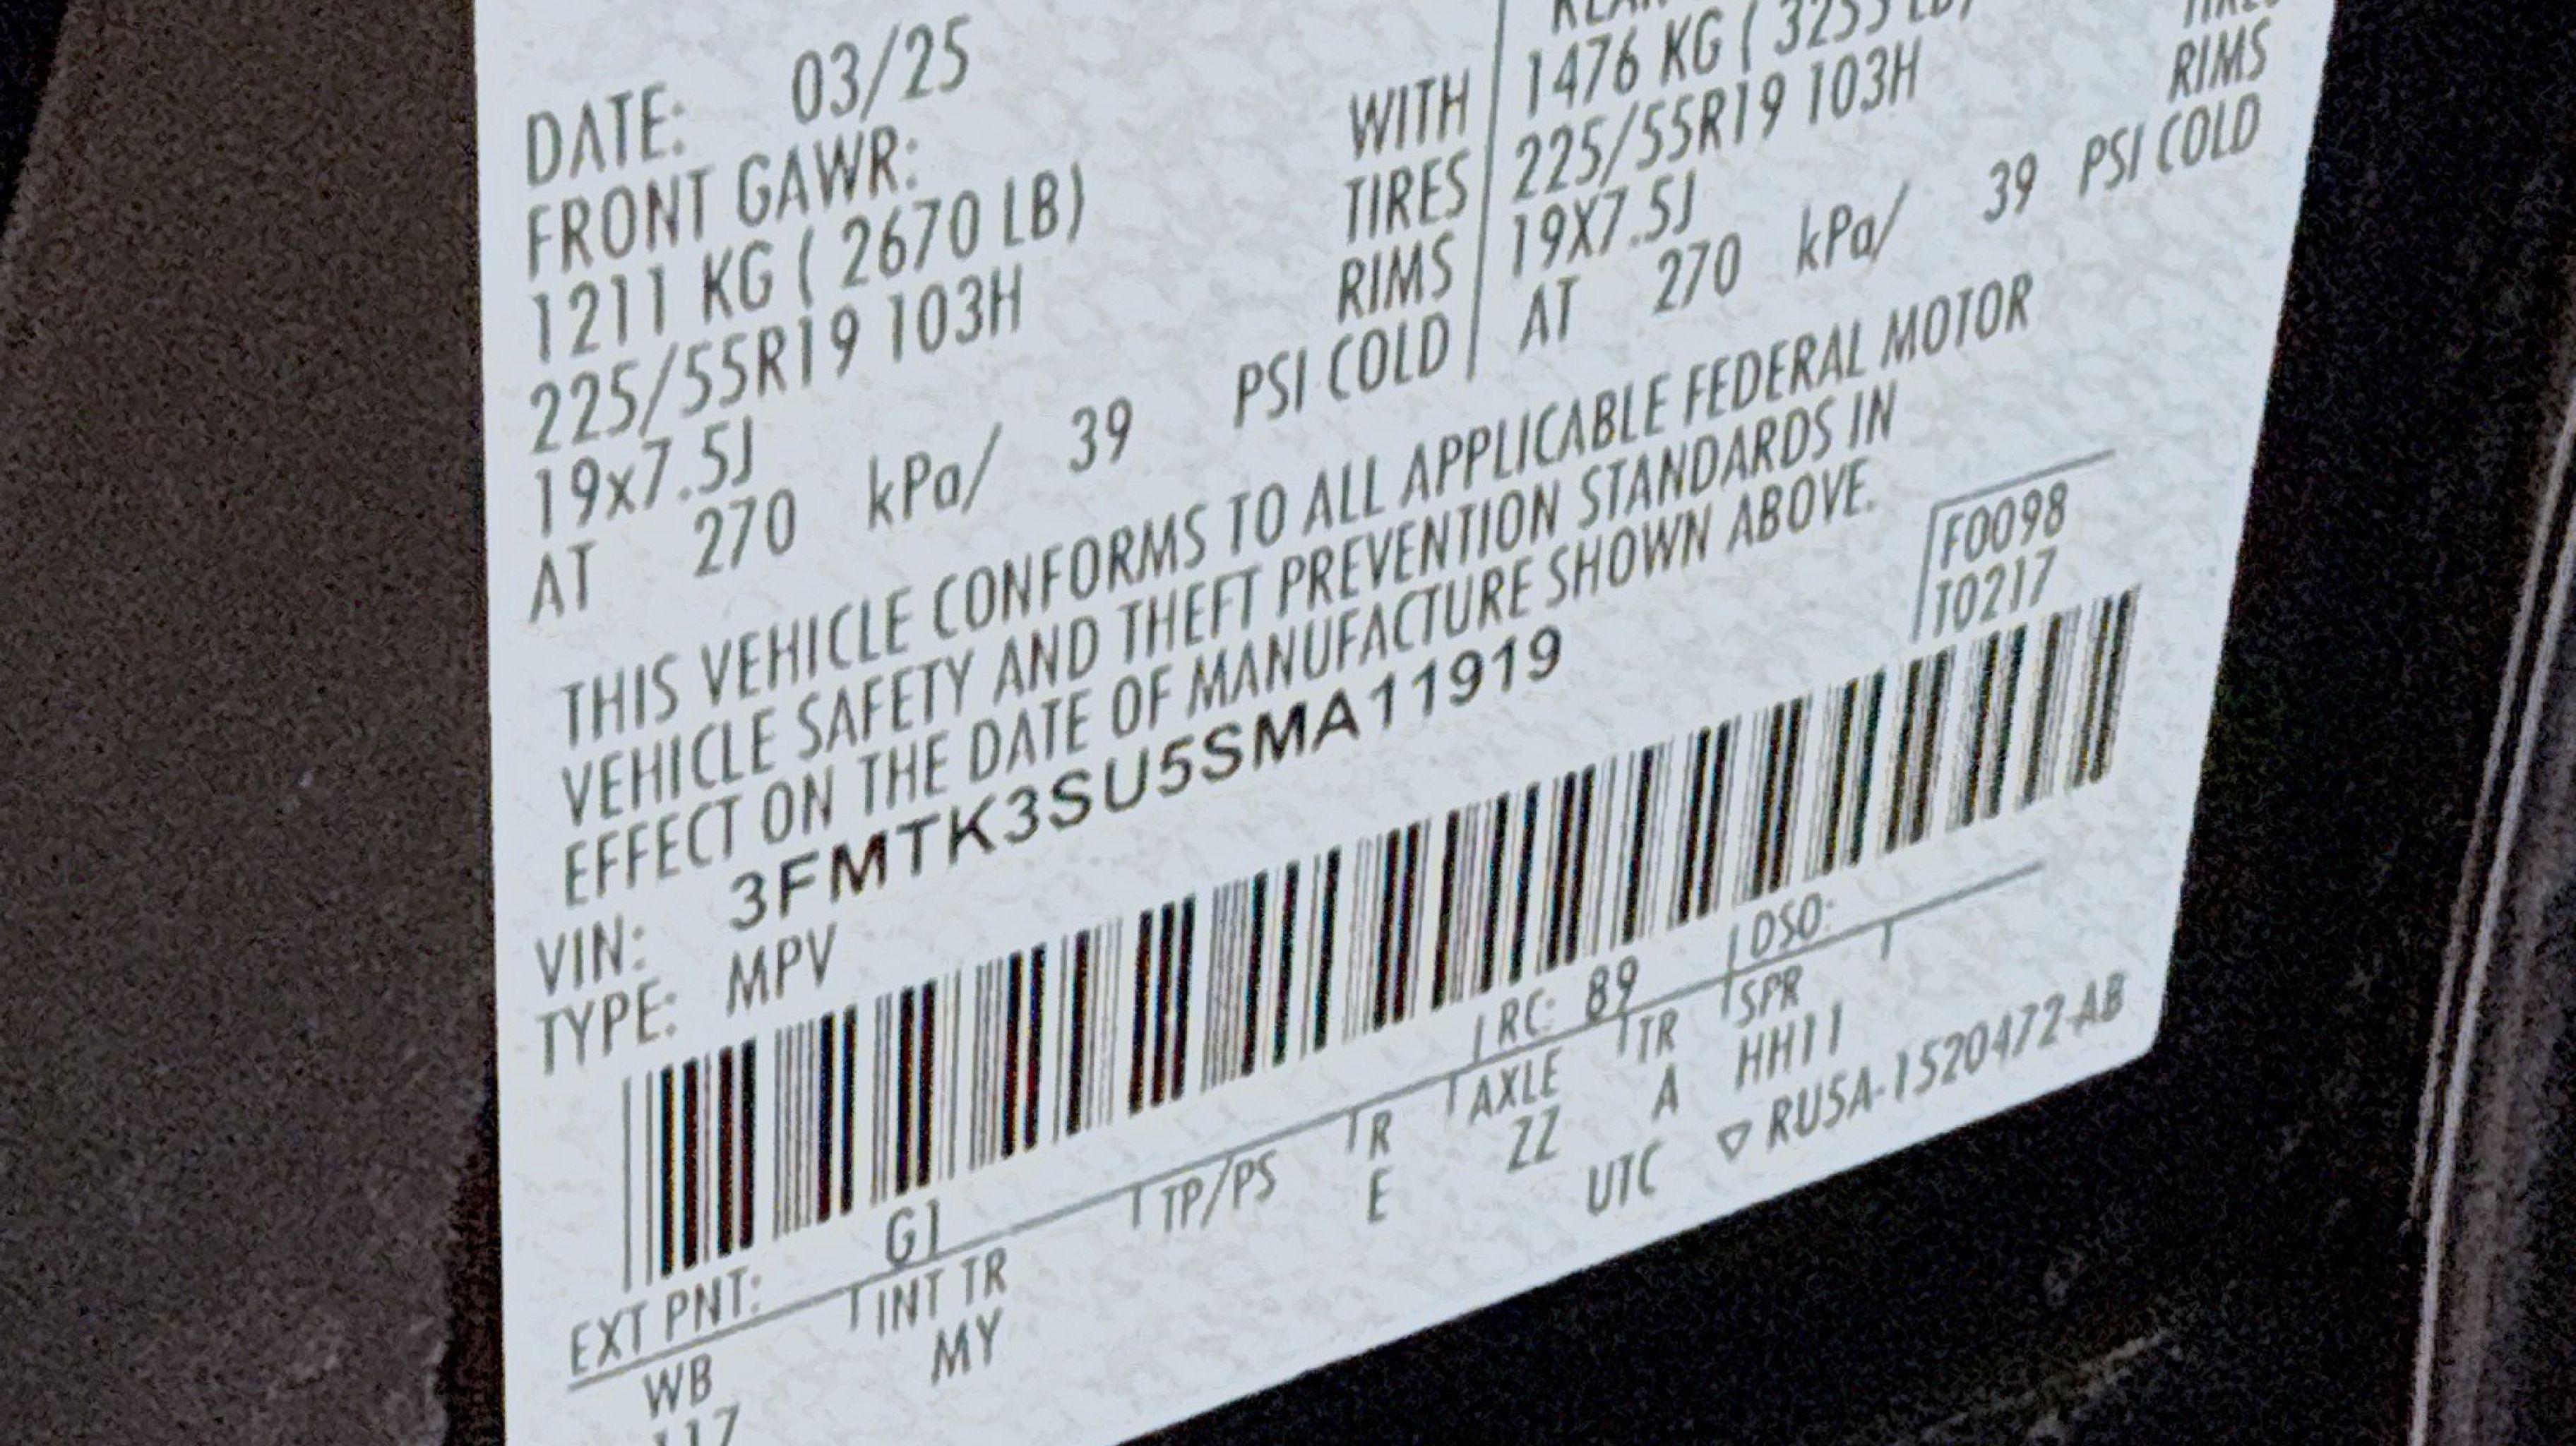 DATE: 03/25
FRONT GAWR:
1211 KG ( 2670 LB) WITH
225/55R19 103H TIRES
19x7.5J RIMS
AT 270 kPa/ 39 PSI COLD
1476 KG ( 3255 LB)
225/55R19 103H
19X7.5J RIMS
AT 270 kPa/ 39 PSI COLD
THIS VEHICLE CONFORMS TO ALL APPLICABLE FEDERAL MOTOR
VEHICLE SAFETY AND THEFT PREVENTION STANDARDS IN
EFFECT ON THE DATE OF MANUFACTURE SHOWN ABOVE.
F0098
T0217
VIN: 3FMTK3SU5SMA11919
TYPE: MPV
EXT PNT: G1 RC: 89 DSO:
WB INT TR TP/PS R AXLE TR SPR
117 MY E ZZ A HH11
UTC ▽ RU5A-1520472-AB